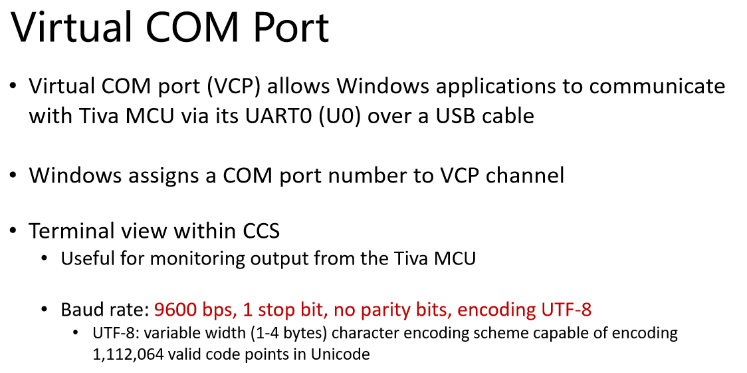 Virtual COM Port
• Virtual COM port (VCP) allows Windows applications to communicate
with Tiva MCU via its UART0 (U0) over a USB cable
• Windows assigns a COM port number to VCP channel
• Terminal view within CCS
• Useful for monitoring output from the Tiva MCU
• Baud rate: 9600 bps, 1 stop bit, no parity bits, encoding UTF-8
• UTF-8: variable width (1-4 bytes) character encoding scheme capable of encoding
1,112,064 valid code points in Unicode